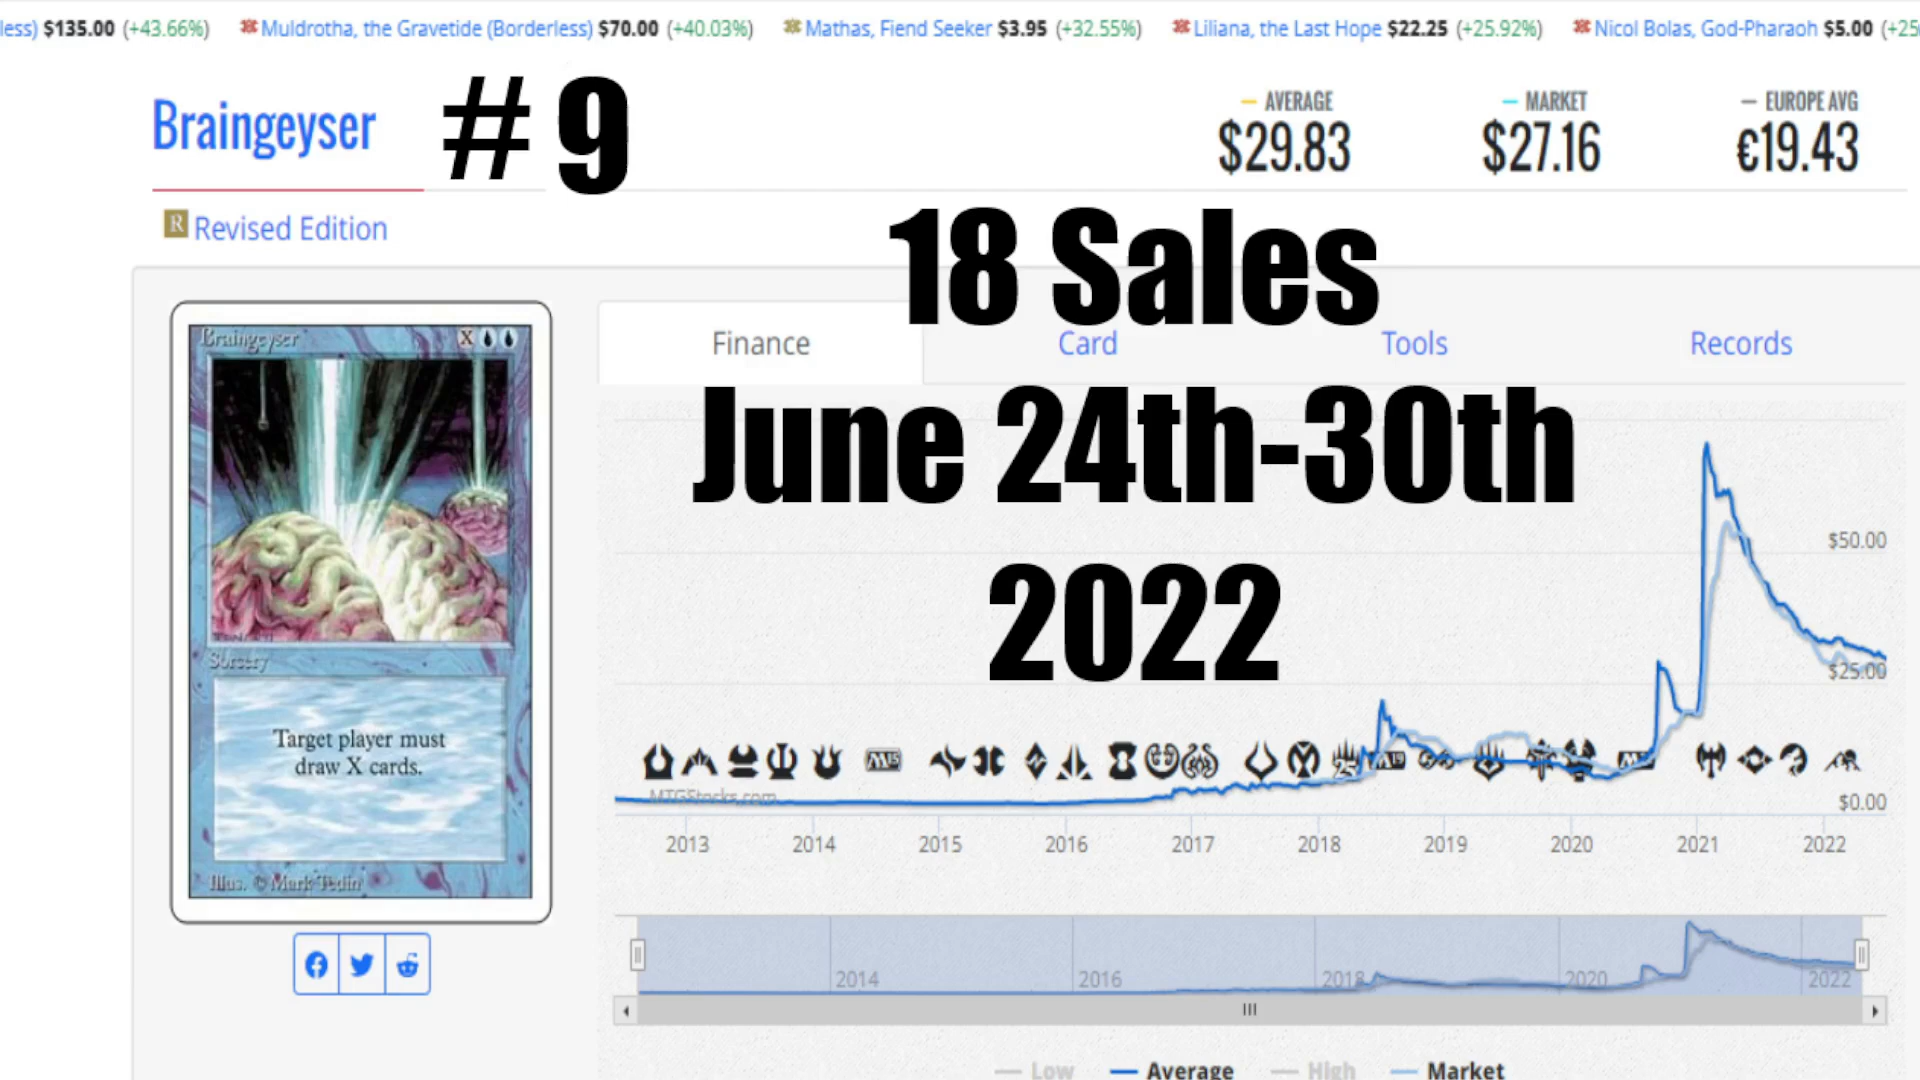 less) $135.00 (+43.66%) Muldrotha, the Gravetide (Borderless) $70.00 (+40.03%) Mathas, Fiend Seeker $3.95 (+32.55%) Liliana, the Last Hope $22.25 (+25.92%) Nicol Bolas, God-Pharaoh $5.00 (+25
Braingeyser
# 9
AVERAGE
$29.83
MARKET
$27.16
EUROPE AVG
€19.43
R Revised Edition
18 Sales
June 24th-30th
2022
Finance Card Tools Records
Braingeyser X
Sorcery
Target player must
draw X cards.
Illus. © Mark Tedin
$50.00
$25.00
$0.00
MTGStocks.com
2013 2014 2015 2016 2017 2018 2019 2020 2021 2022
2014 2016 2018 2020 2022
Low Average High Market